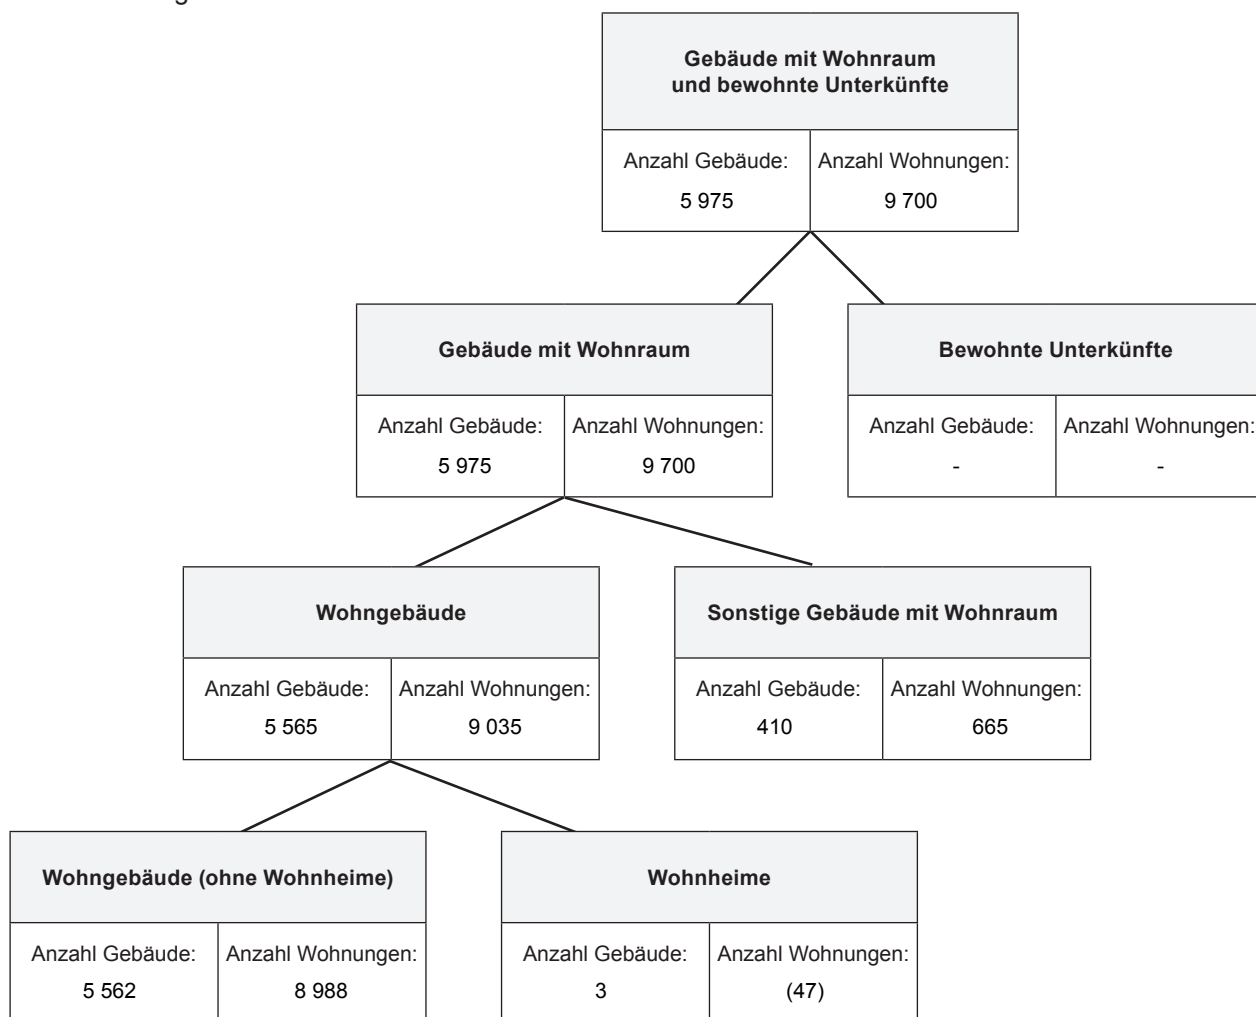 Gebäude mit Wohnraum
und bewohnte Unterkünfte
Anzahl Gebäude: Anzahl Wohnungen:
5 975 9 700
Gebäude mit Wohnraum
Anzahl Gebäude: Anzahl Wohnungen:
5 975 9 700
Bewohnte Unterkünfte
Anzahl Gebäude: Anzahl Wohnungen:
- -
Wohngebäude
Anzahl Gebäude: Anzahl Wohnungen:
5 565 9 035
Sonstige Gebäude mit Wohnraum
Anzahl Gebäude: Anzahl Wohnungen:
410 665
Wohngebäude (ohne Wohnheime)
Anzahl Gebäude: Anzahl Wohnungen:
5 562 8 988
Wohnheime
Anzahl Gebäude: Anzahl Wohnungen:
3 (47)